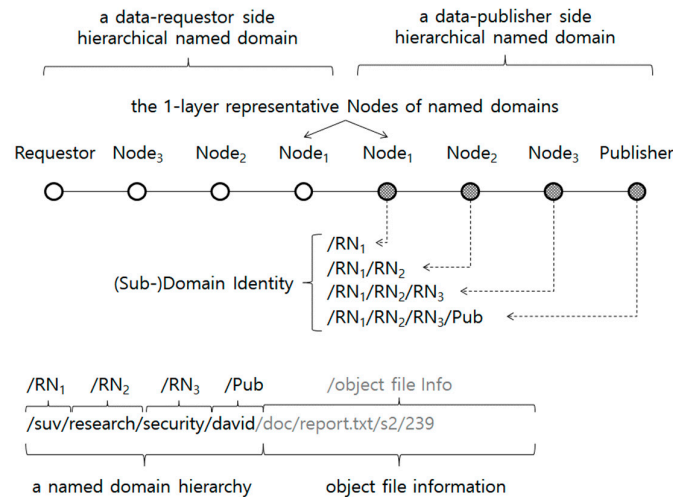 a data-requestor side
hierarchical named domain
a data-publisher side
hierarchical named domain
the 1-layer representative Nodes of named domains
Requestor Node₃ Node₂ Node₁ Node₁ Node₂ Node₃ Publisher
(Sub-)Domain Identity
/RN₁
/RN₁/RN₂
/RN₁/RN₂/RN₃
/RN₁/RN₂/RN₃/Pub
/RN₁ /RN₂ /RN₃ /Pub /object file Info
/suv/research/security/david/doc/report.txt/s2/239
a named domain hierarchy object file information